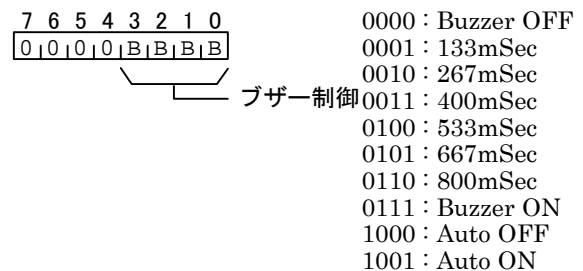 7 6 5 4 3 2 1 0
0 0 0 0 B B B B
ブザー制御
0000：Buzzer OFF
0001：133mSec
0010：267mSec
0011：400mSec
0100：533mSec
0101：667mSec
0110：800mSec
0111：Buzzer ON
1000：Auto OFF
1001：Auto ON